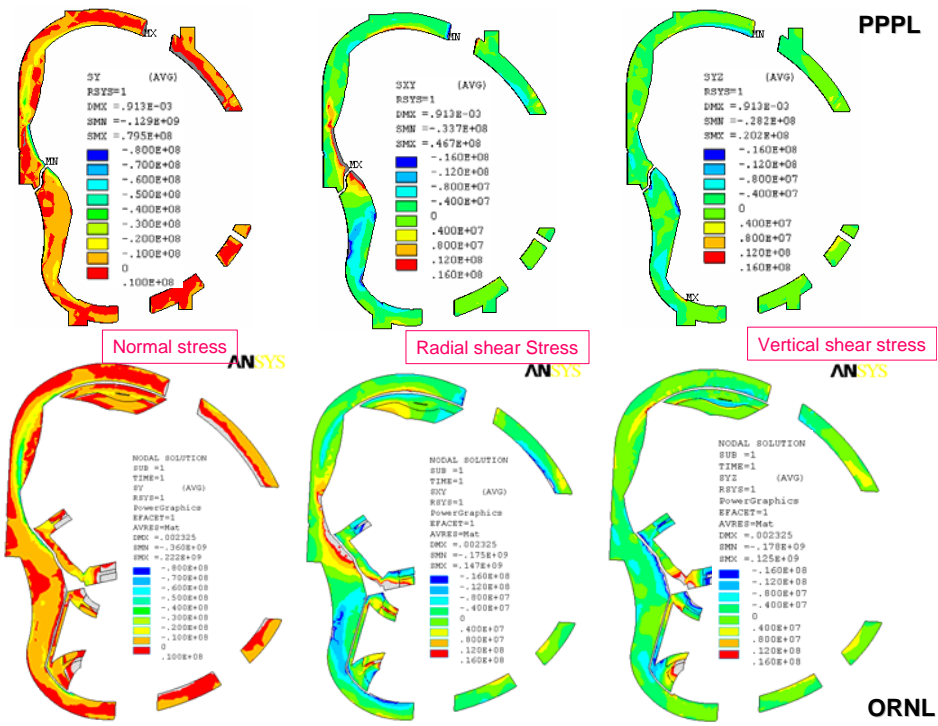 PPPL
MX
SY (AVG)
RSYS=1
DMX =.913E-03
SMN =-.129E+09
SMX =.795E+08
-.800E+08
-.700E+08
-.600E+08
-.500E+08
-.400E+08
-.300E+08
-.200E+08
-.100E+08
0
.100E+08
MN
MN
SXY (AVG)
RSYS=1
DMX =.913E-03
SMN =-.337E+08
SMX =.467E+08
-.160E+08
-.120E+08
-.800E+07
-.400E+07
0
.400E+07
.800E+07
.120E+08
.160E+08
MX
MN
SYZ (AVG)
RSYS=1
DMX =.913E-03
SMN =-.282E+08
SMX =.202E+08
-.160E+08
-.120E+08
-.800E+07
-.400E+07
0
.400E+07
.800E+07
.120E+08
.160E+08
MX
Normal stress
Radial shear Stress
Vertical shear stress
ANSYS
NODAL SOLUTION
SUB =1
TIME=1
SY (AVG)
RSYS=1
PowerGraphics
EFACET=1
AVRES=Mat
DMX =.002325
SMN =-.360E+09
SMX =.222E+09
-.800E+08
-.700E+08
-.600E+08
-.500E+08
-.400E+08
-.300E+08
-.200E+08
-.100E+08
0
.100E+08
ANSYS
NODAL SOLUTION
SUB =1
TIME=1
SXY (AVG)
RSYS=1
PowerGraphics
EFACET=1
AVRES=Mat
DMX =.002325
SMN =-.175E+09
SMX =.147E+09
-.160E+08
-.120E+08
-.800E+07
-.400E+07
0
.400E+07
.800E+07
.120E+08
.160E+08
ANSYS
NODAL SOLUTION
SUB =1
TIME=1
SYZ (AVG)
RSYS=1
PowerGraphics
EFACET=1
AVRES=Mat
DMX =.002325
SMN =-.178E+09
SMX =.125E+09
-.160E+08
-.120E+08
-.800E+07
-.400E+07
0
.400E+07
.800E+07
.120E+08
.160E+08
ORNL